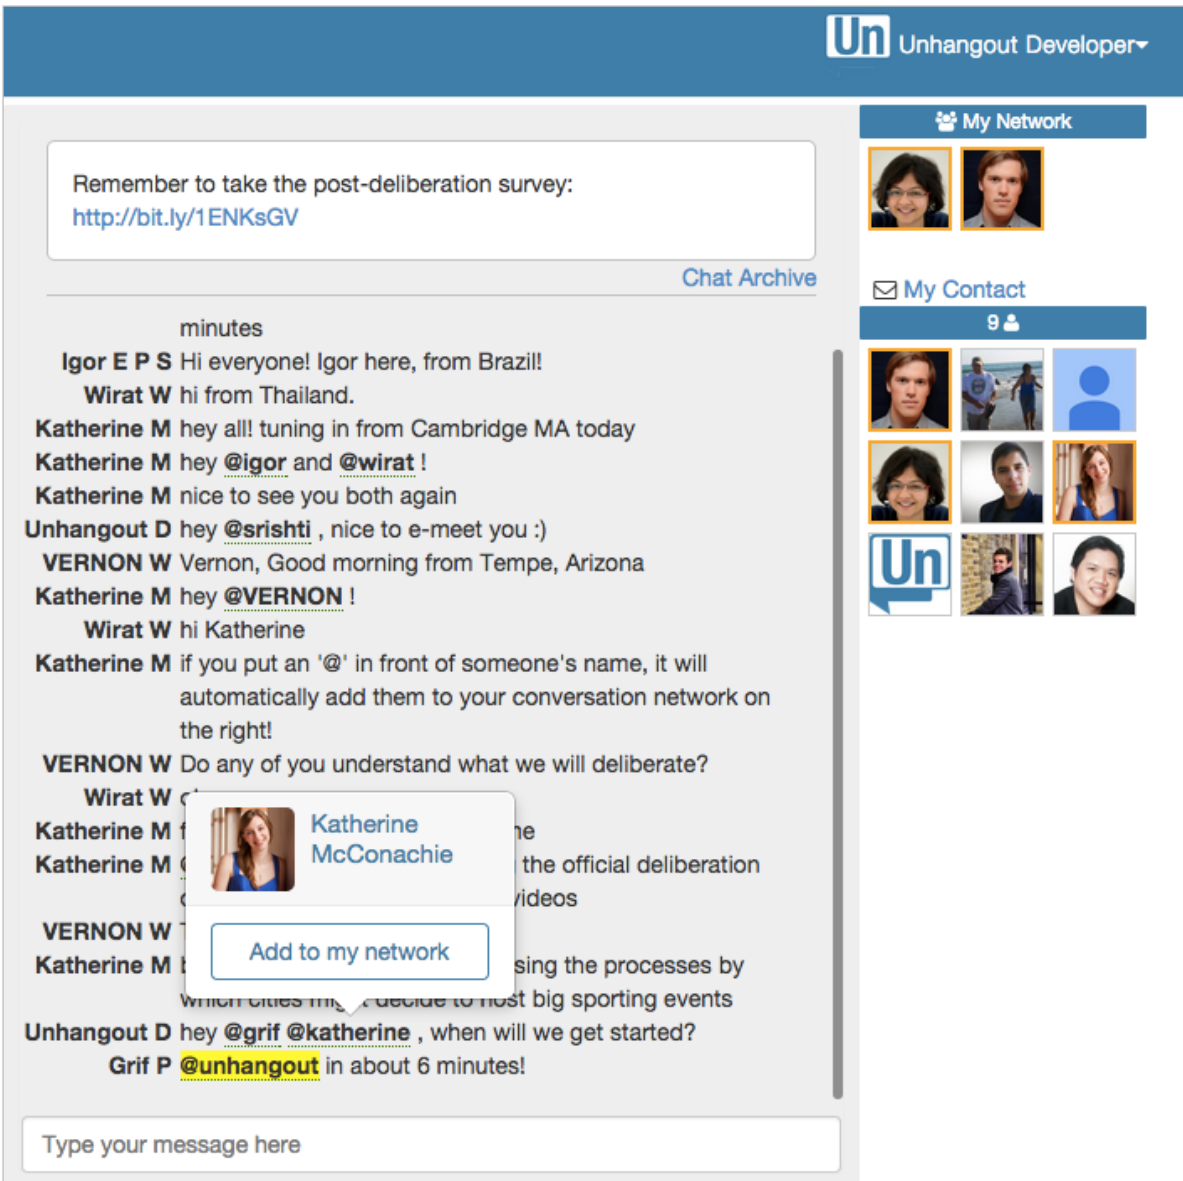 Un Unhangout Developer
My Network
Remember to take the post-deliberation survey:
http://bit.ly/1ENKsGV
Chat Archive
My Contact
9
minutes
Igor E P S Hi everyone! Igor here, from Brazil!
Wirat W hi from Thailand.
Katherine M hey all! tuning in from Cambridge MA today
Katherine M hey @igor and @wirat !
Katherine M nice to see you both again
Unhangout D hey @srishti , nice to e-meet you :)
VERNON W Vernon, Good morning from Tempe, Arizona
Katherine M hey @VERNON !
Wirat W hi Katherine
Katherine M if you put an '@' in front of someone's name, it will
automatically add them to your conversation network on
the right!
VERNON W Do any of you understand what we will deliberate?
Wirat W
Katherine M
Katherine M the official deliberation
VERNON W
Katherine M the processes by
which cities might decide to host big sporting events
Katherine
McConachie
Add to my network
Unhangout D hey @grif @katherine , when will we get started?
Grif P @unhangout in about 6 minutes!
Type your message here
Un